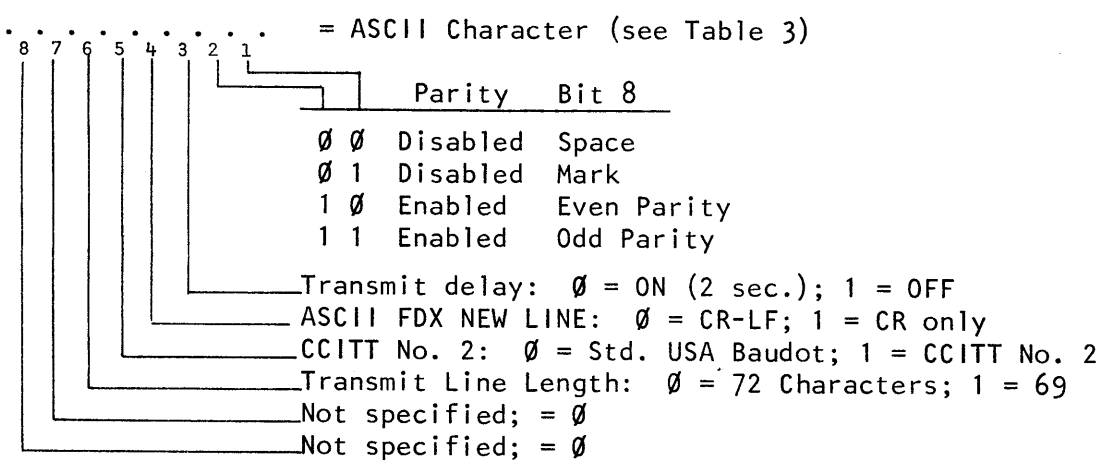 . . . . . . . . . = ASCII Character (see Table 3)
8 7 6 5 4 3 2 1
Parity Bit 8
Ø Ø Disabled Space
Ø 1 Disabled Mark
1 Ø Enabled Even Parity
1 1 Enabled Odd Parity
Transmit delay: Ø = ON (2 sec.); 1 = OFF
ASCII FDX NEW LINE: Ø = CR-LF; 1 = CR only
CCITT No. 2: Ø = Std. USA Baudot; 1 = CCITT No. 2
Transmit Line Length: Ø = 72 Characters; 1 = 69
Not specified; = Ø
Not specified; = Ø